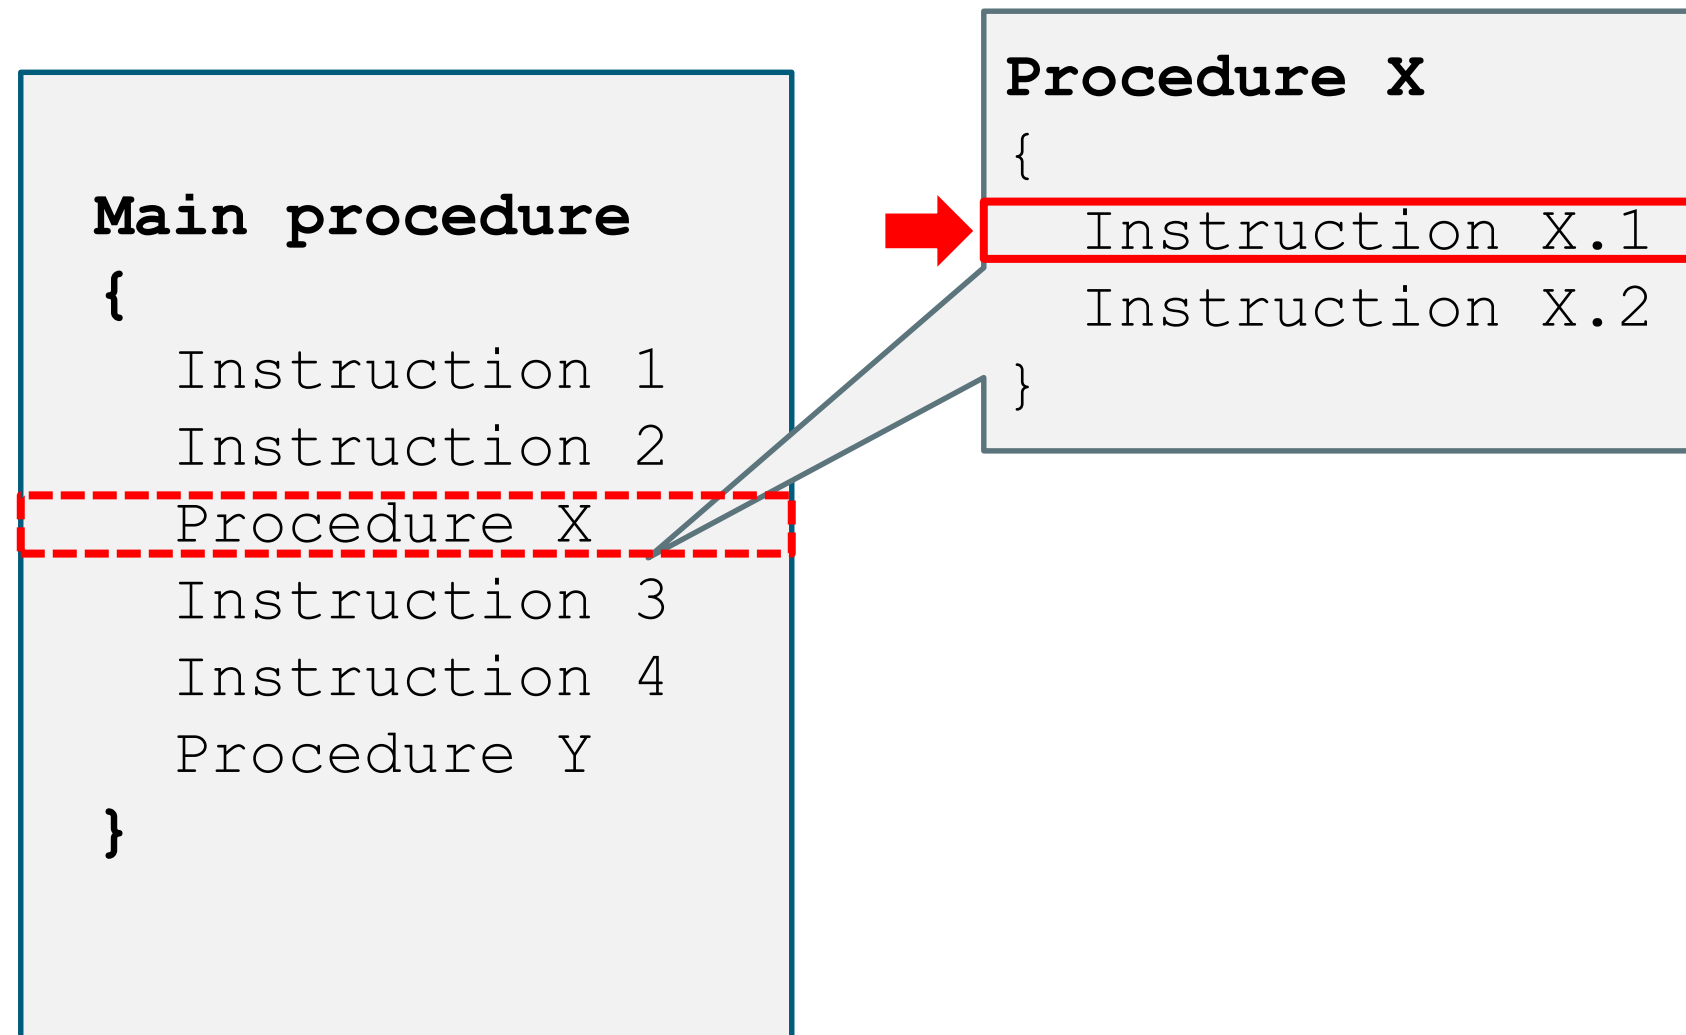 Main procedure
{
Instruction 1
Instruction 2
Procedure X
Instruction 3
Instruction 4
Procedure Y
}
Procedure X
{
Instruction X.1
Instruction X.2
}